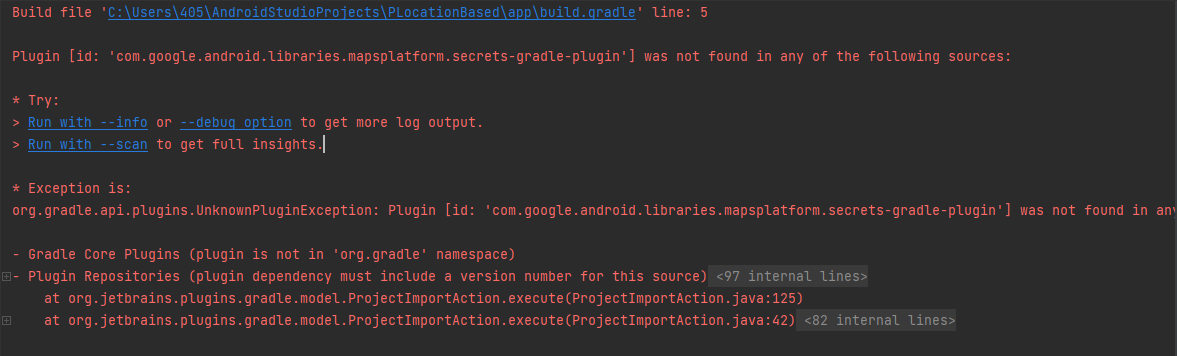 Build file 'C:\Users\405\AndroidStudioProjects\PLocationBased\app\build.gradle' line: 5
Plugin [id: 'com.google.android.libraries.mapsplatform.secrets-gradle-plugin'] was not found in any of the following sources:
* Try:
> Run with --info or --debug option to get more log output.
> Run with --scan to get full insights.
* Exception is:
org.gradle.api.plugins.UnknownPluginException: Plugin [id: 'com.google.android.libraries.mapsplatform.secrets-gradle-plugin'] was not found in any
- Gradle Core Plugins (plugin is not in 'org.gradle' namespace)
- Plugin Repositories (plugin dependency must include a version number for this source) <97 internal lines>
at org.jetbrains.plugins.gradle.model.ProjectImportAction.execute(ProjectImportAction.java:125)
at org.jetbrains.plugins.gradle.model.ProjectImportAction.execute(ProjectImportAction.java:42) <82 internal lines>